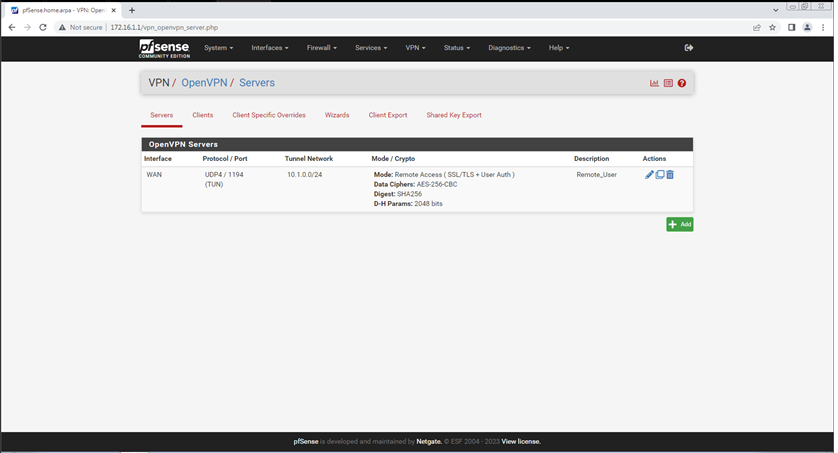 pfSense.home.arpa - VPN: Open
Not secure | 172.16.1.1/vpn_openvpn_server.php
pfsense
COMMUNITY EDITION
System Interfaces Firewall Services VPN Status Diagnostics Help
VPN / OpenVPN / Servers
Servers Clients Client Specific Overrides Wizards Client Export Shared Key Export
OpenVPN Servers
Interface Protocol / Port Tunnel Network Mode / Crypto Description Actions
WAN UDP4 / 1194 10.1.0.0/24 Mode: Remote Access ( SSL/TLS + User Auth ) Remote_User
(TUN) Data Ciphers: AES-256-CBC
Digest: SHA256
D-H Params: 2048 bits
Add
pfSense is developed and maintained by Netgate. © ESF 2004 - 2023 View license.